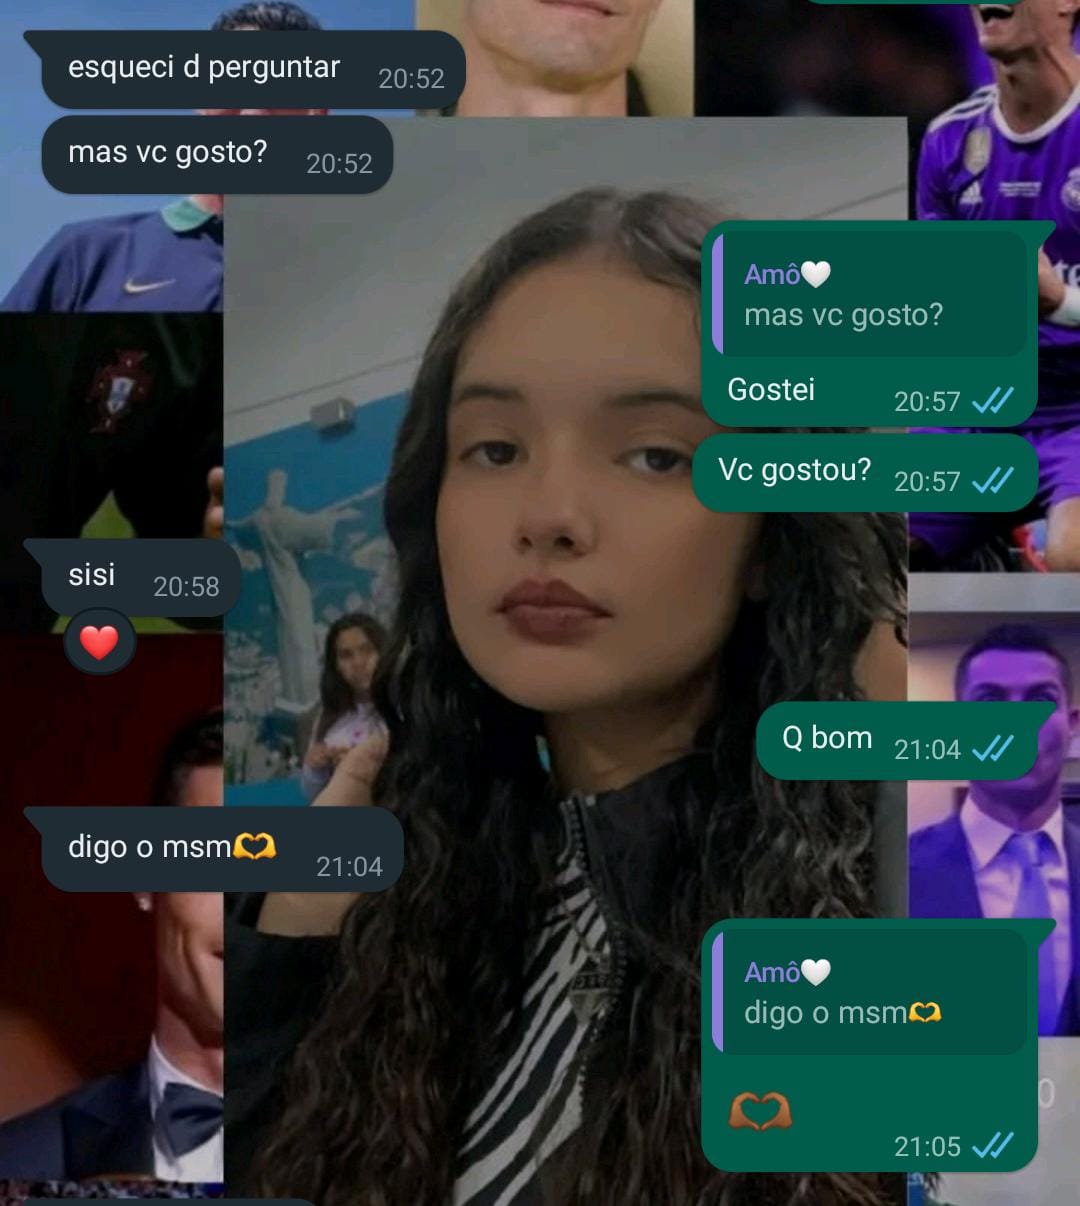 esqueci d perguntar 20:52
mas vc gosto? 20:52
Amô🤍
mas vc gosto?
Gostei 20:57
Vc gostou? 20:57
sisi 20:58
❤️
Q bom 21:04
digo o msm🫶 21:04
Amô🤍
digo o msm🫶
🫶🏾
21:05